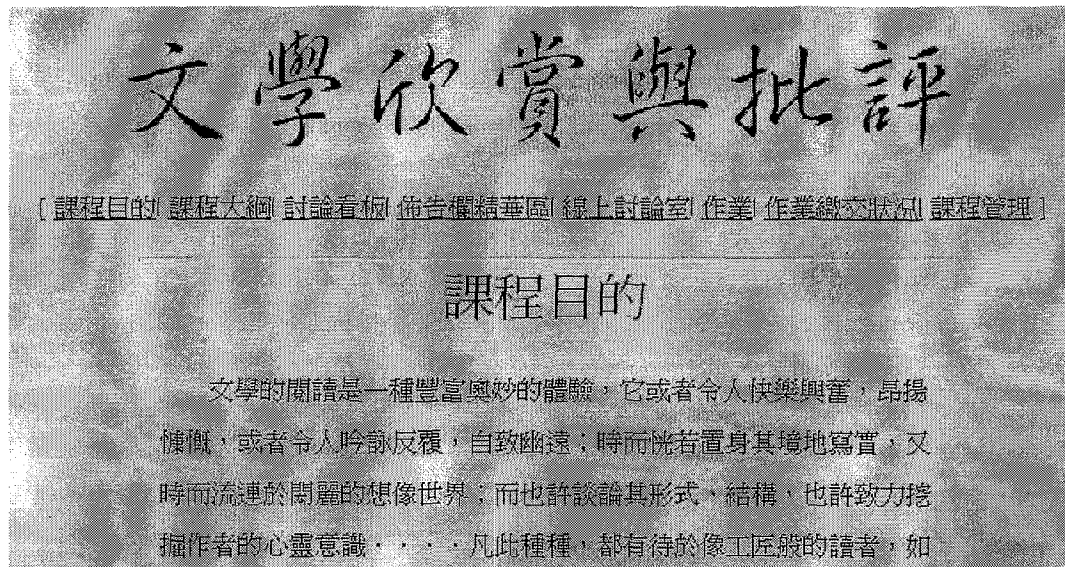 文學欣賞與批評
[ 課程目的| 課程大綱| 討論看板| 佈告欄精華區| 線上討論室| 作業| 作業繳交狀況| 課程管理 ]
課程目的
文學的閱讀是一種豐富奧妙的體驗，它或者令人快樂興奮，昂揚
慷慨，或者令人吟詠反覆，自致幽遠；時而恍若置身其境地寫實，又
時而流連於閎麗的想像世界；而也許談論其形式、結構，也許致力挖
掘作者的心靈意識・・・・凡此種種，都有待於像工匠般的讀者，如